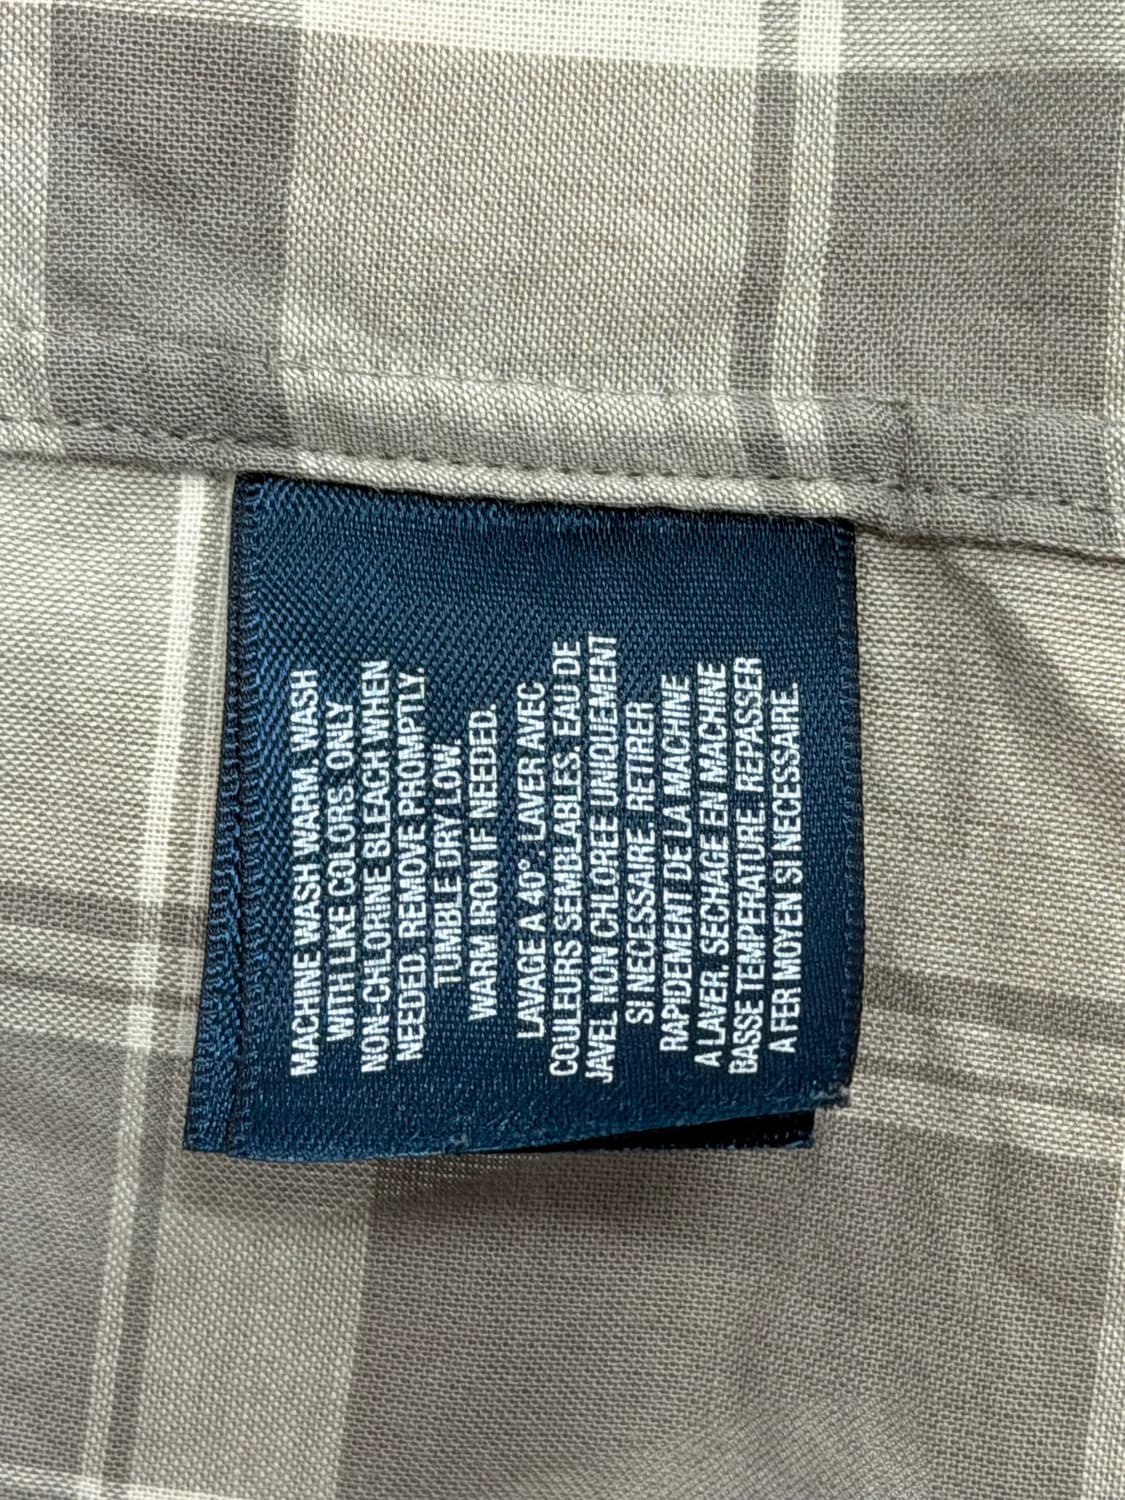 MACHINE WASH WARM. WASH
WITH LIKE COLORS. ONLY
NON-CHLORINE BLEACH WHEN
NEEDED. REMOVE PROMPTLY.
TUMBLE DRY LOW.
WARM IRON IF NEEDED.
LAVAGE A 40°. LAVER AVEC
COULEURS SEMBLABLES. EAU DE
JAVEL NON CHLOREE UNIQUEMENT
SI NECESSAIRE. RETIRER
RAPIDEMENT DE LA MACHINE
A LAVER. SECHAGE EN MACHINE
BASSE TEMPERATURE. REPASSER
A FER MOYEN SI NECESSAIRE.